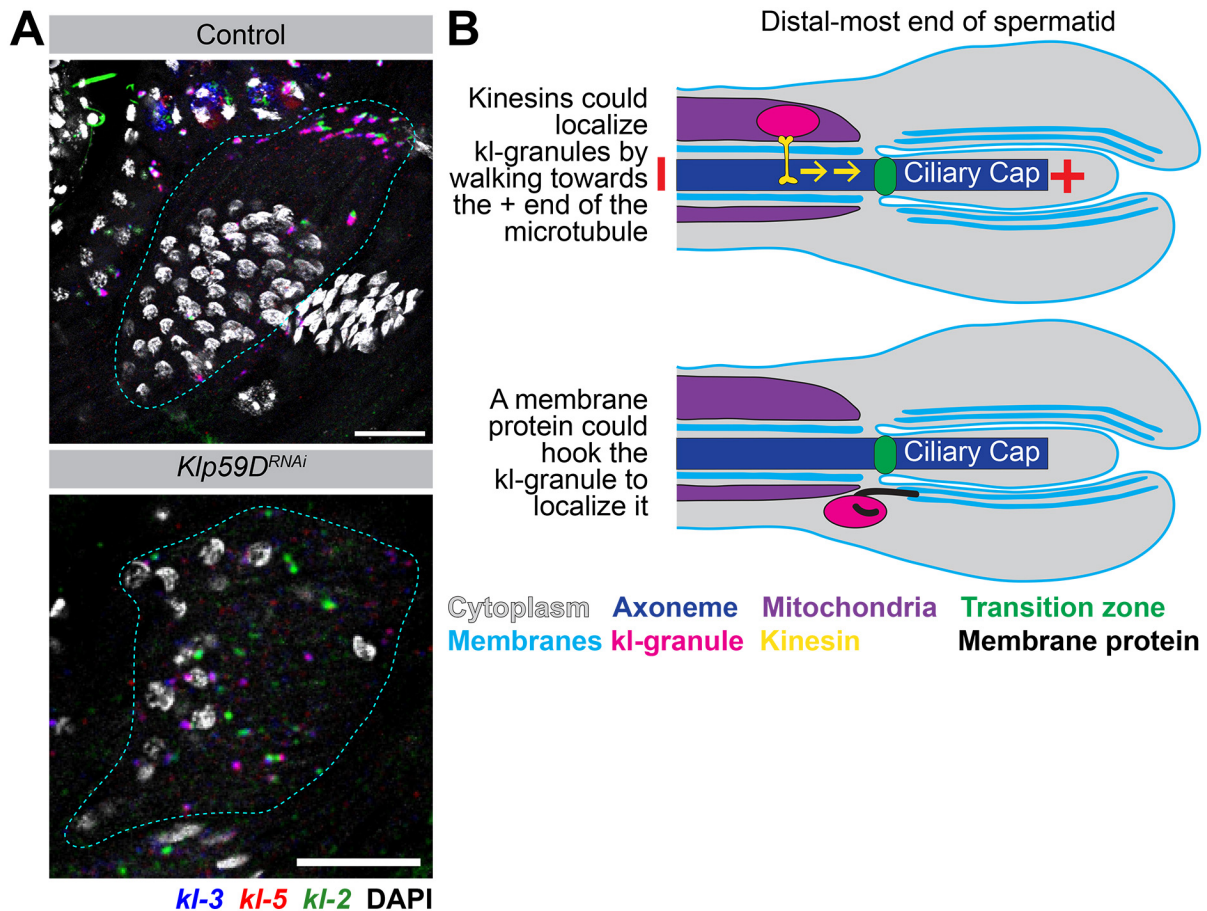 A
Control
Klp59DRNAi
kl-3 kl-5 kl-2 DAPI
B
Distal-most end of spermatid
Kinesins could
localize
kl-granules by
walking towards
the + end of the
microtubule
Ciliary Cap
+
A membrane
protein could
hook the
kl-granule to
localize it
Ciliary Cap
Cytoplasm Axoneme Mitochondria Transition zone
Membranes kl-granule Kinesin Membrane protein